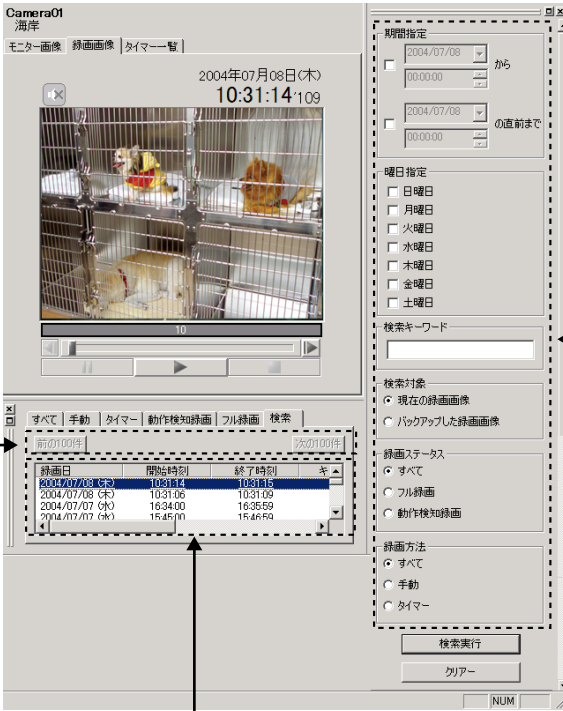 Camera01
海岸
モニター画像 録画画像 タイマー一覧
2004年07月08日(木)
10:31:14'109
10
すべて 手動 タイマー 動作検知録画 フル録画 検索
前の100件 次の100件
録画日 開始時刻 終了時刻 キ
2004/07/08 (木) 10:31:14 10:31:15
2004/07/08 (木) 10:31:06 10:31:09
2004/07/07 (水) 16:34:00 16:35:59
2004/07/07 (水) 15:45:00 15:46:59
期間指定
2004/07/08
00:00:00
から
2004/07/08
00:00:00
の直前まで
曜日指定
日曜日
月曜日
火曜日
水曜日
木曜日
金曜日
土曜日
検索キーワード
検索対象
現在の録画画像
バックアップした録画画像
録画ステータス
すべて
フル録画
動作検知録画
録画方法
すべて
手動
タイマー
検索実行
クリアー
NUM